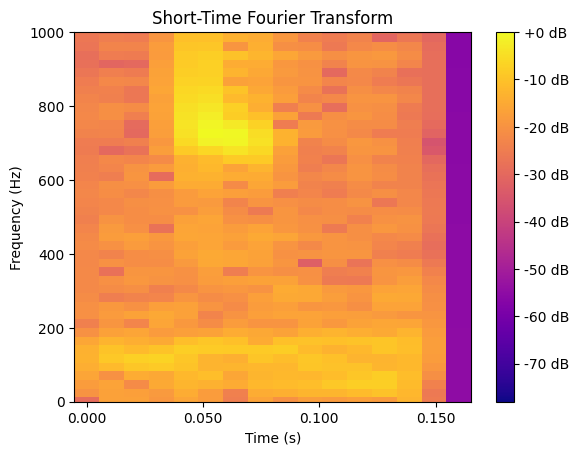 Short-Time Fourier Transform
1000
800
600
400
200
0
Frequency (Hz)
0.000
0.050
0.100
0.150
Time (s)
+0 dB
-10 dB
-20 dB
-30 dB
-40 dB
-50 dB
-60 dB
-70 dB